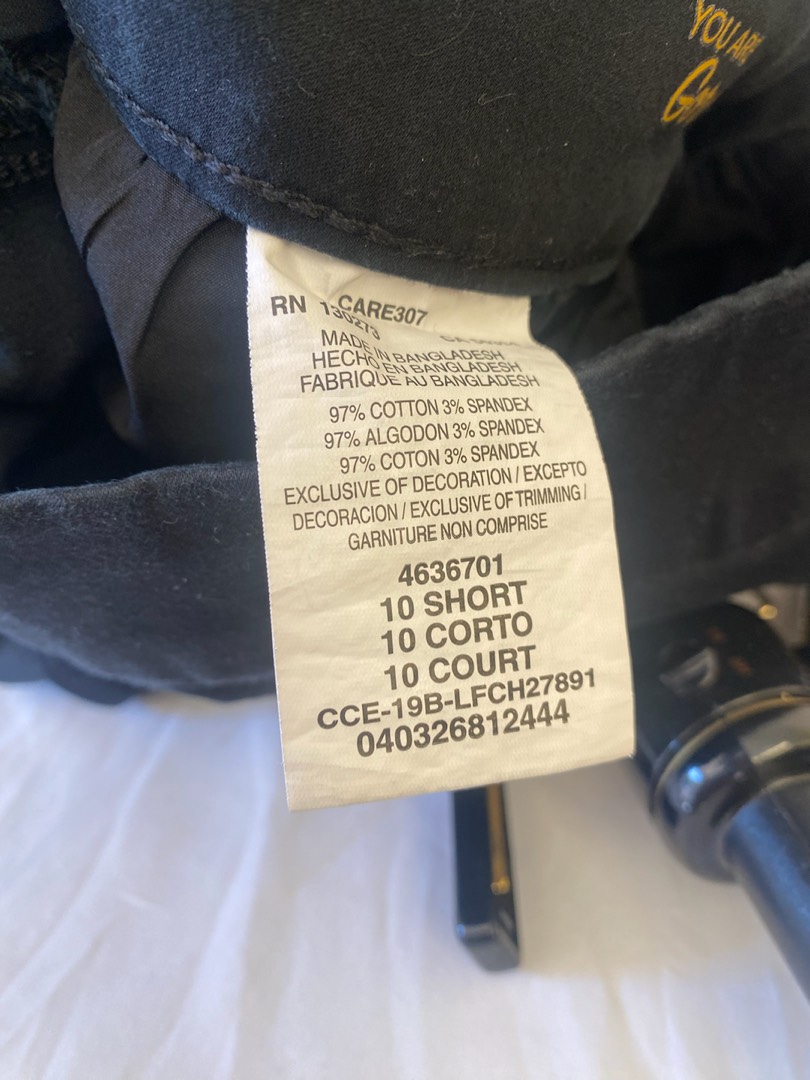 YOU ARE
CARE307
RN 130273
MADE IN BANGLADESH
HECHO EN BANGLADESH
FABRIQUE AU BANGLADESH
97% COTTON 3% SPANDEX
97% ALGODON 3% SPANDEX
97% COTON 3% SPANDEX
EXCLUSIVE OF DECORATION / EXCEPTO
DECORACION / EXCLUSIVE OF TRIMMING /
GARNITURE NON COMPRISE
4636701
10 SHORT
10 CORTO
10 COURT
CCE-19B-LFCH27891
040326812444